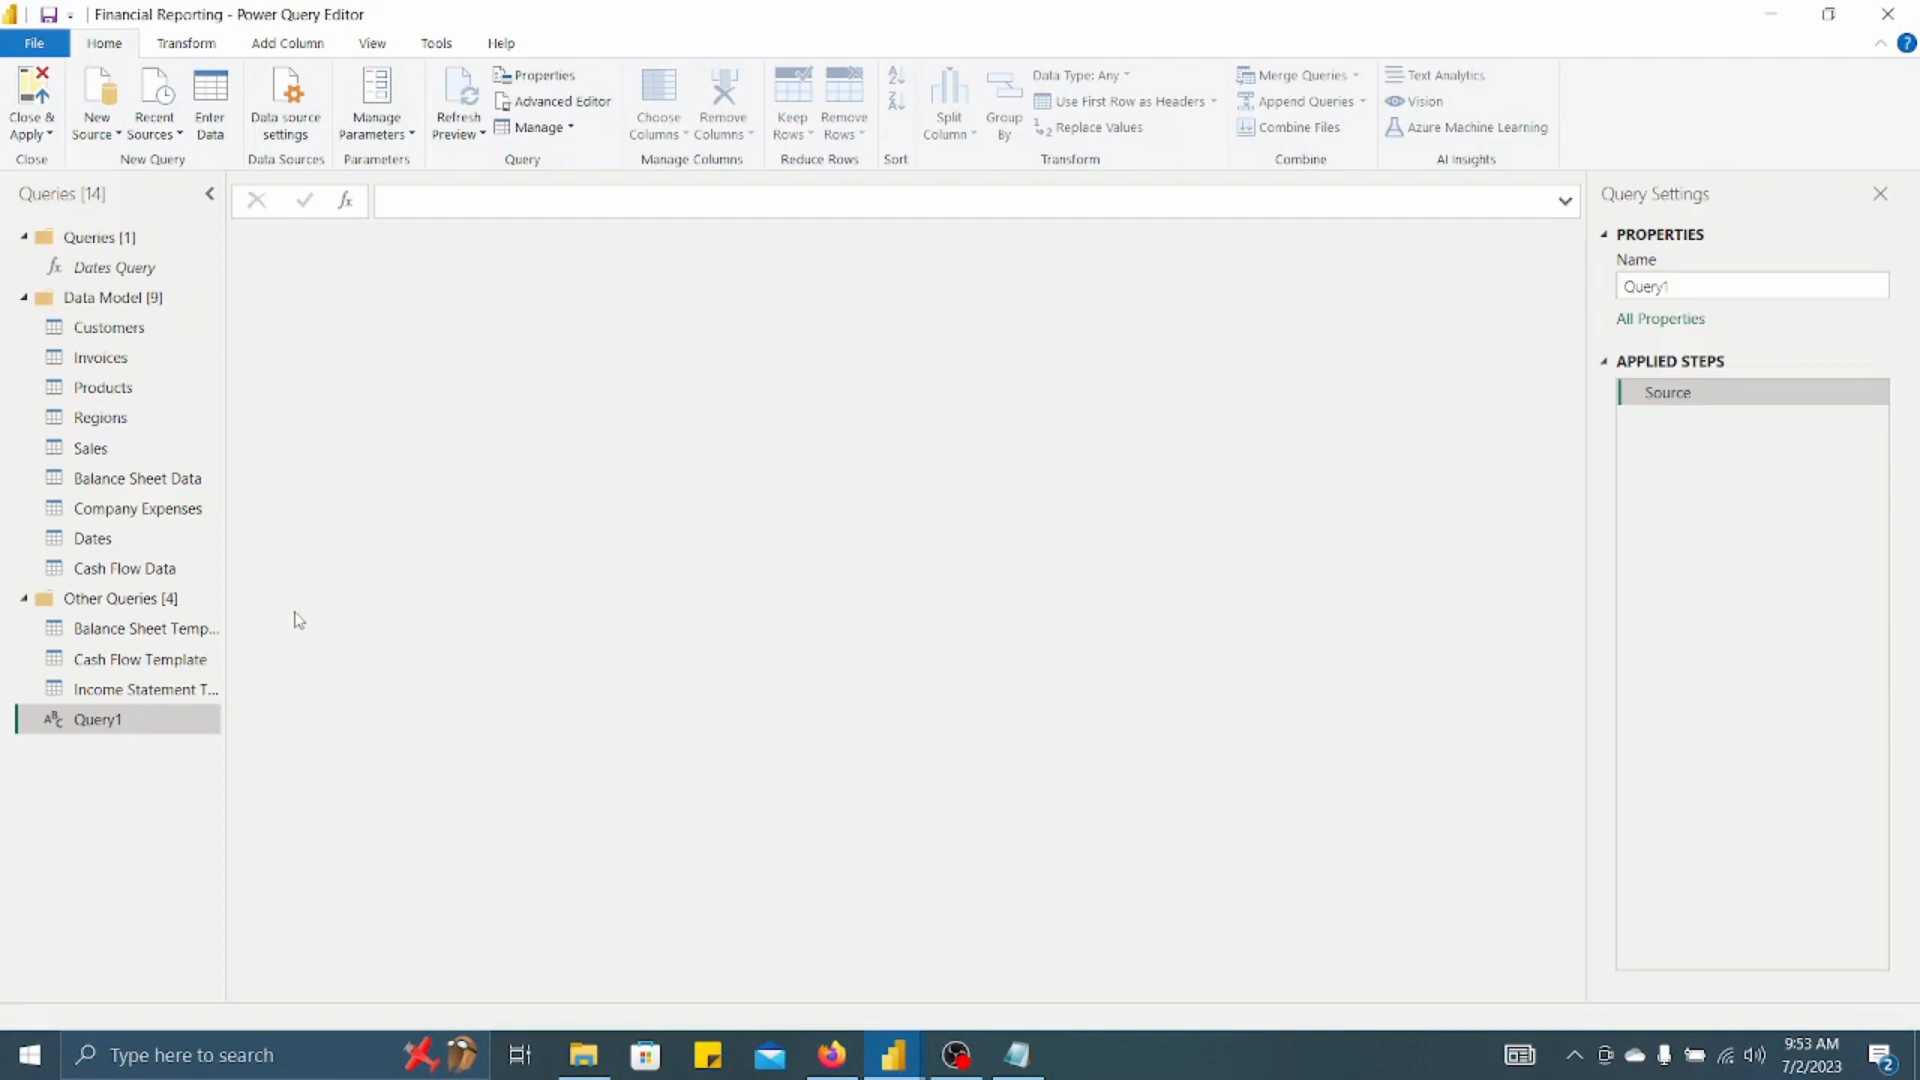 Financial Reporting - Power Query Editor
File Home Transform Add Column View Tools Help
Close & Apply
New Source
Recent Sources
Enter Data
Data source settings
Manage Parameters
Refresh Preview
Properties
Advanced Editor
Manage
Choose Columns
Remove Columns
Keep Rows
Remove Rows
Split Column
Group By
Data Type: Any
Use First Row as Headers
Replace Values
Merge Queries
Append Queries
Combine Files
Text Analytics
Vision
Azure Machine Learning
Close New Query Data Sources Parameters Query Manage Columns Reduce Rows Sort Transform Combine AI Insights
Queries [14]
Queries [1]
fx Dates Query
Data Model [9]
Customers
Invoices
Products
Regions
Sales
Balance Sheet Data
Company Expenses
Dates
Cash Flow Data
Other Queries [4]
Balance Sheet Temp...
Cash Flow Template
Income Statement T...
ABC Query1
fx
Query Settings
PROPERTIES
Name
Query1
All Properties
APPLIED STEPS
Source
Type here to search
9:53 AM
7/2/2023
2